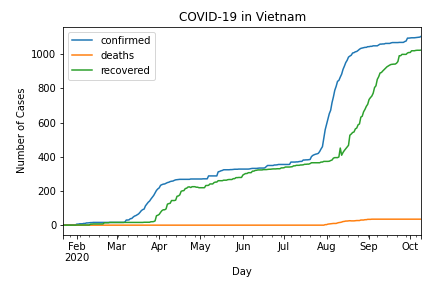 COVID-19 in Vietnam
confirmed
deaths
recovered
Number of Cases
1000
800
600
400
200
0
Feb Mar Apr May Jun Jul Aug Sep Oct
2020
Day